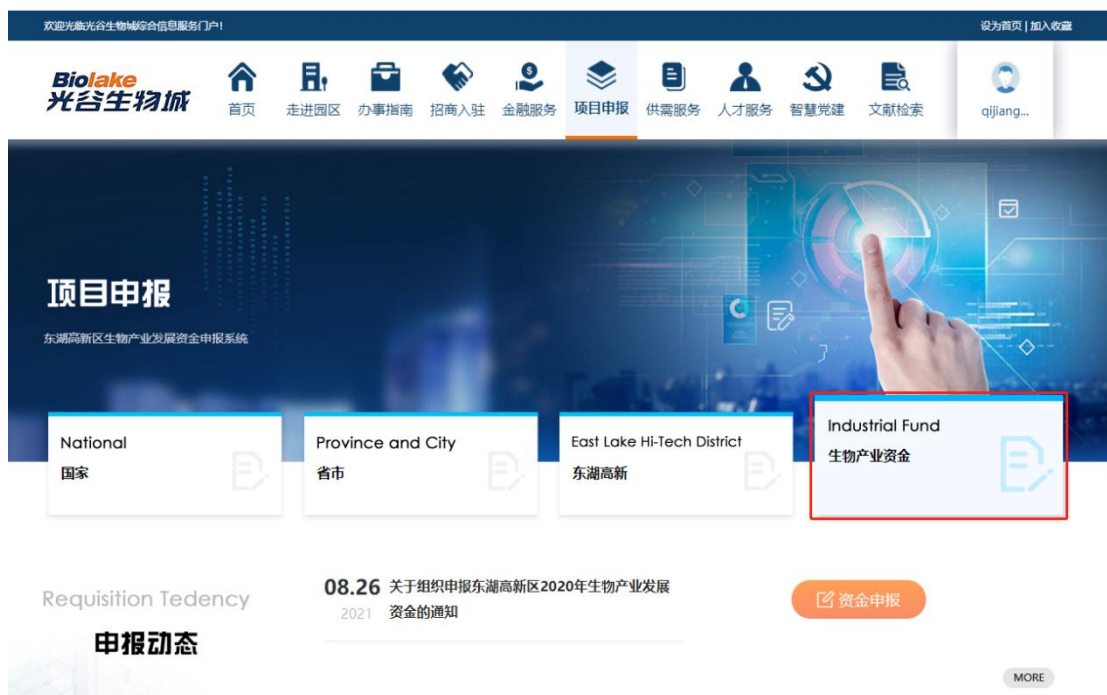 欢迎光临光谷生物城综合信息服务门户!
设为首页 | 加入收藏
Biolake
光谷生物城
首页
走进园区
办事指南
招商入驻
金融服务
项目申报
供需服务
人才服务
智慧党建
文献检索
qijiang...
项目申报
东湖高新区生物产业发展资金申报系统
National
国家
Province and City
省市
East Lake Hi-Tech District
东湖高新
Industrial Fund
生物产业资金
Requisition Tedency
申报动态
08.26 关于组织申报东湖高新区2020年生物产业发展
2021 资金的通知
资金申报
MORE